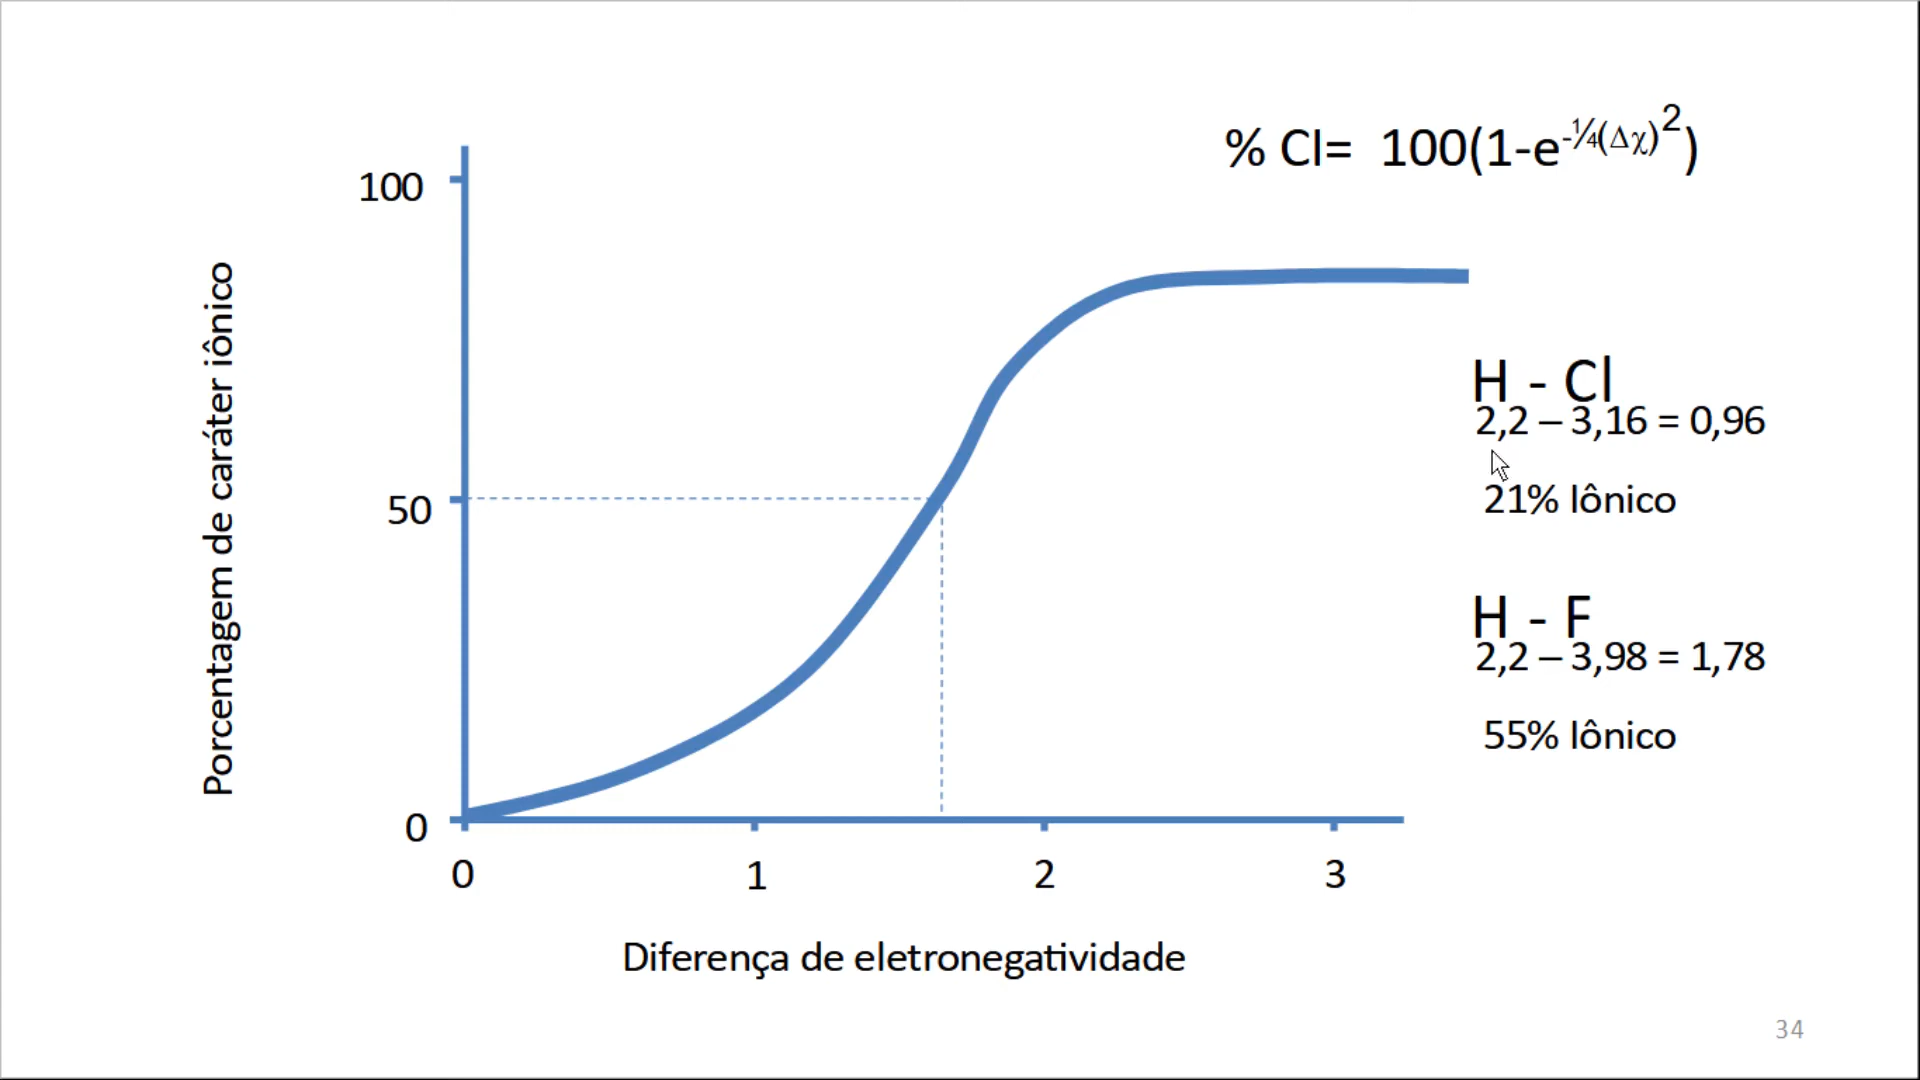 % CI= 100(1-e^-¼(Δχ)^2)
100
Porcentagem de caráter iônico
H - Cl
2,2 – 3,16 = 0,96
50
21% Iônico
H - F
2,2 – 3,98 = 1,78
55% Iônico
0
0 1 2 3
Diferença de eletronegatividade
34